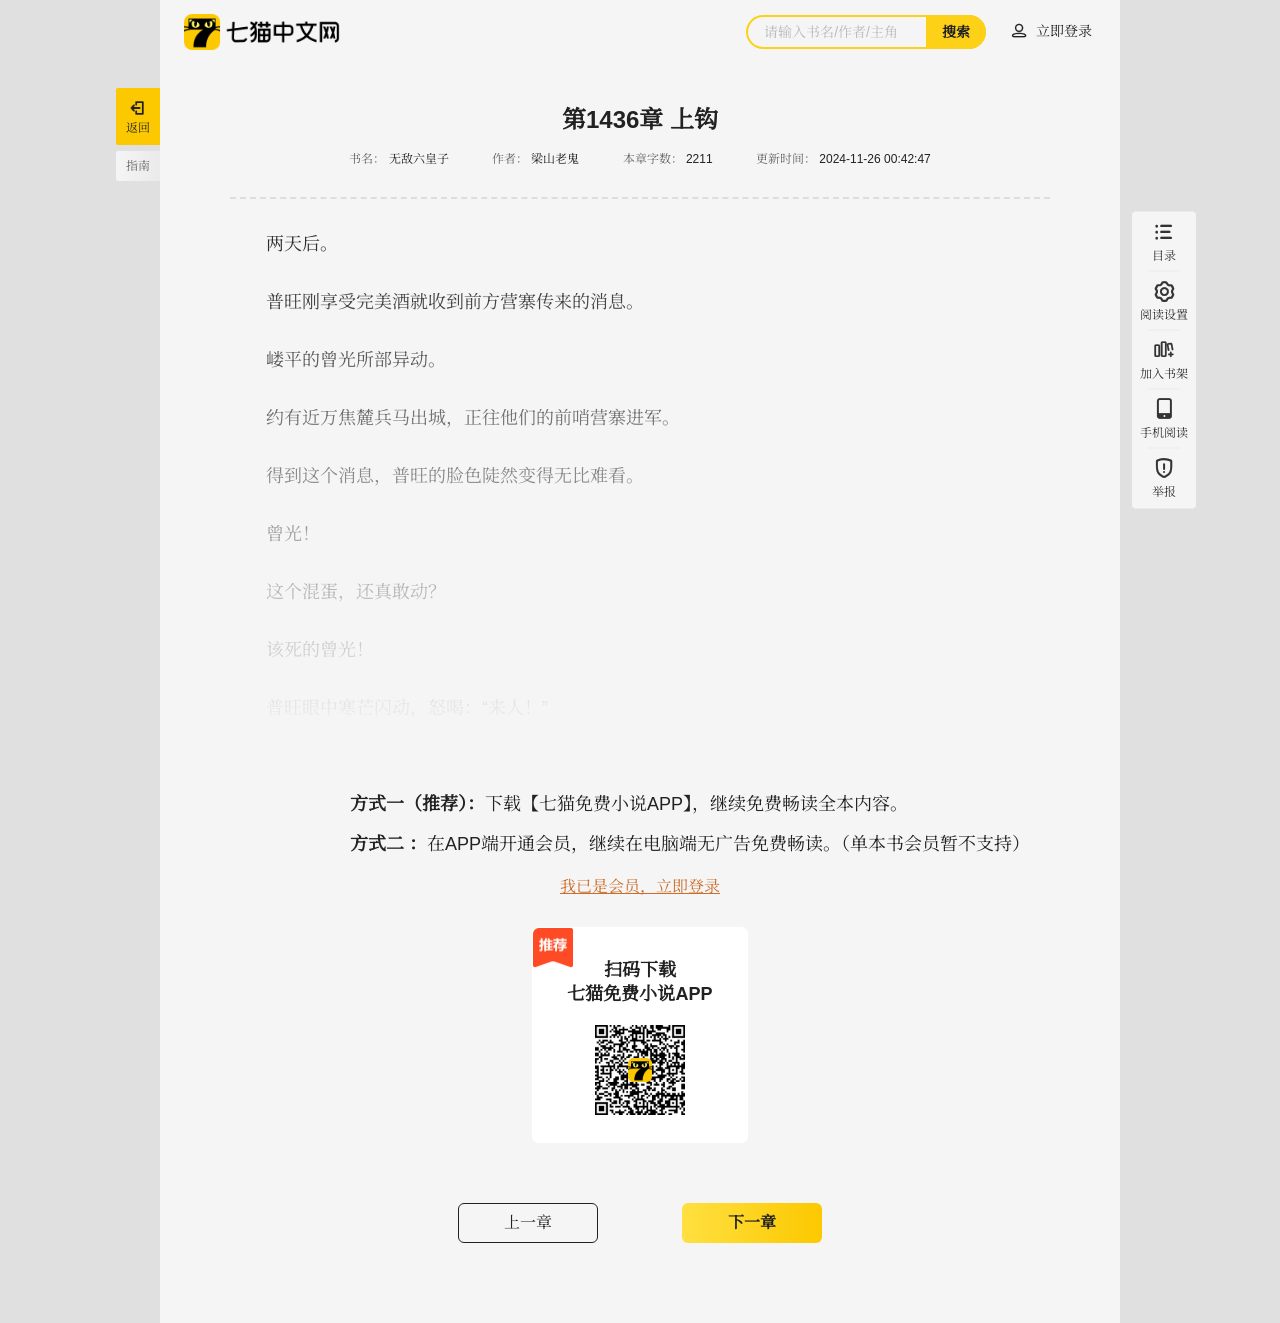 七猫中文网
请输入书名/作者/主角
搜索
立即登录
返回
指南
第1436章 上钩
书名： 无敌六皇子 作者： 梁山老鬼 本章字数： 2211 更新时间： 2024-11-26 00:42:47
两天后。
普旺刚享受完美酒就收到前方营寨传来的消息。
嵝平的曾光所部异动。
约有近万焦麓兵马出城，正往他们的前哨营寨进军。
得到这个消息，普旺的脸色陡然变得无比难看。
曾光！
这个混蛋，还真敢动？
该死的曾光！
普旺眼中寒芒闪动，怒喝：“来人！”
目录
阅读设置
加入书架
手机阅读
举报
方式一（推荐）：下载【七猫免费小说APP】，继续免费畅读全本内容。
方式二 ：在APP端开通会员，继续在电脑端无广告免费畅读。（单本书会员暂不支持）
我已是会员，立即登录
推荐
扫码下载
七猫免费小说APP
上一章
下一章